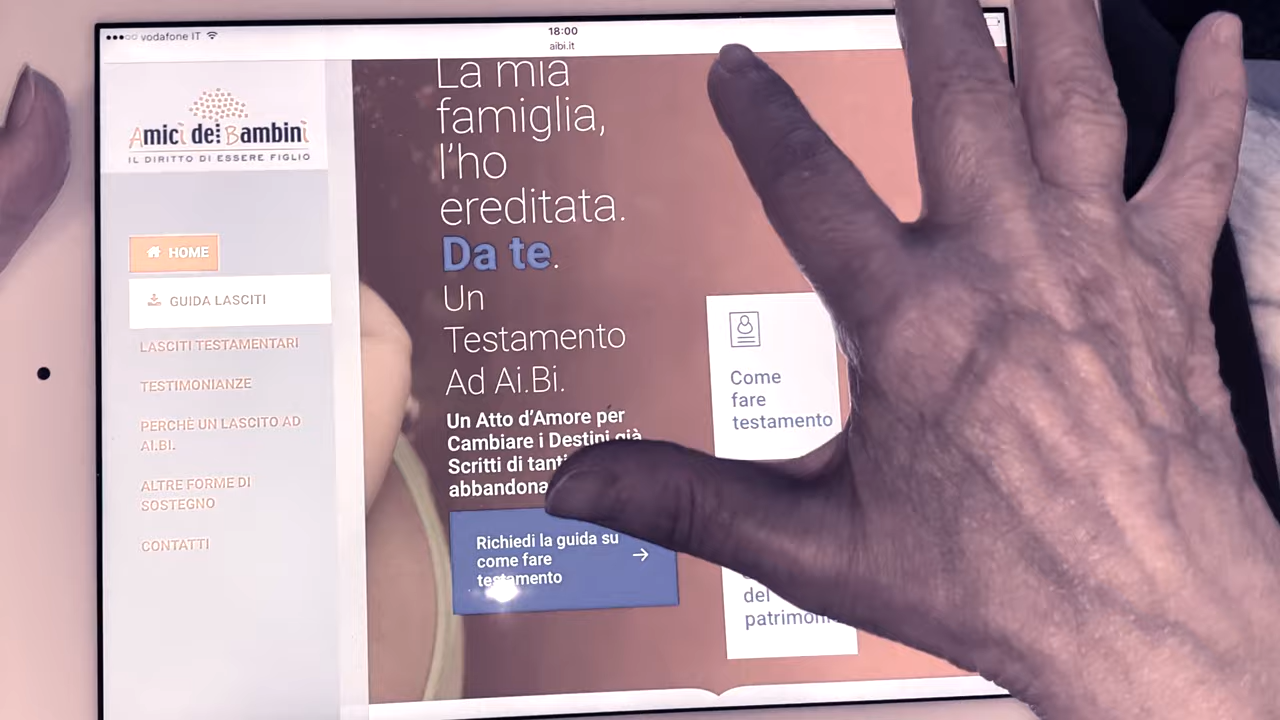 vodafone IT
18:00
aibi.it
Amici dei Bambini
IL DIRITTO DI ESSERE FIGLIO
HOME
GUIDA LASCITI
LASCITI TESTAMENTARI
TESTIMONIANZE
PERCHÈ UN LASCITO AD
AI.BI.
ALTRE FORME DI
SOSTEGNO
CONTATTI
La mia
famiglia,
l'ho
ereditata.
Da te.
Un
Testamento
Ad Ai.Bi.
Un Atto d'Amore per
Cambiare i Destini già
Scritti di tanti
Richiedi la guida su
come fare
testamento
Come
fare
testamento
del